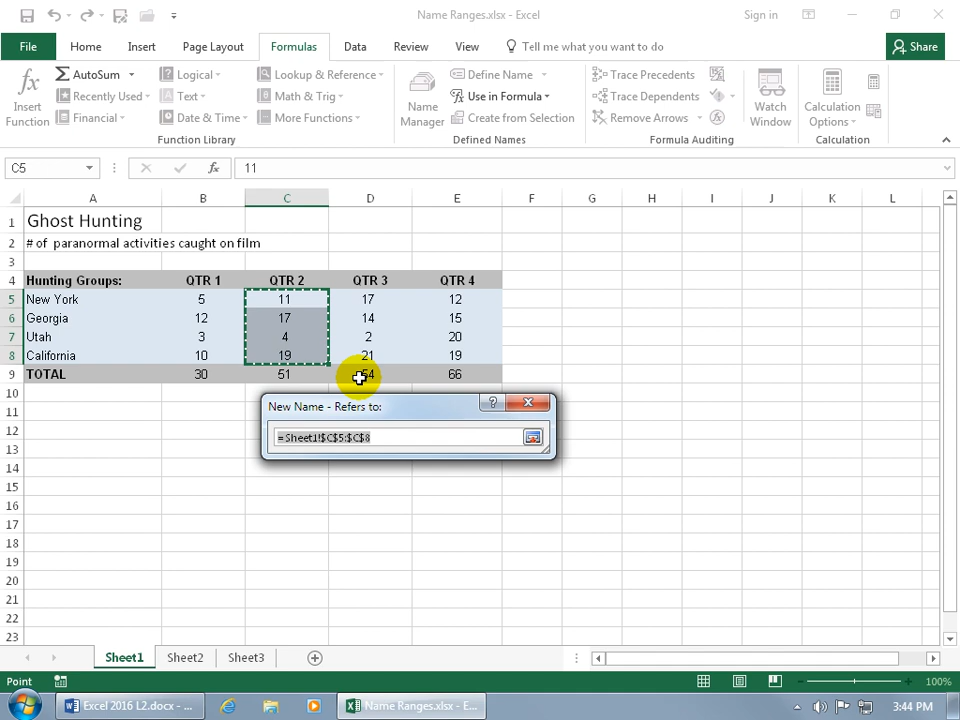 Name Ranges.xlsx - Excel
Sign in
File Home Insert Page Layout Formulas Data Review View Tell me what you want to do Share
Insert Function
AutoSum
Recently Used
Financial
Logical
Text
Date & Time
Lookup & Reference
Math & Trig
More Functions
Function Library
Name Manager
Define Name
Use in Formula
Create from Selection
Defined Names
Trace Precedents
Trace Dependents
Remove Arrows
Formula Auditing
Watch Window
Calculation Options
Calculation
C5 fx 11
A B C D E F G H I J K L
1 Ghost Hunting
2 # of paranormal activities caught on film
3
4 Hunting Groups: QTR 1 QTR 2 QTR 3 QTR 4
5 New York 5 11 17 12
6 Georgia 12 17 14 15
7 Utah 3 4 2 20
8 California 10 19 21 19
9 TOTAL 30 51 54 66
10
11
12
13
14
15
16
17
18
19
20
21
22
23
New Name - Refers to:
=Sheet1!$C$5:$C$8
Sheet1 Sheet2 Sheet3
Point 100%
Excel 2016 L2.docx - ... Name Ranges.xlsx - E... 3:44 PM